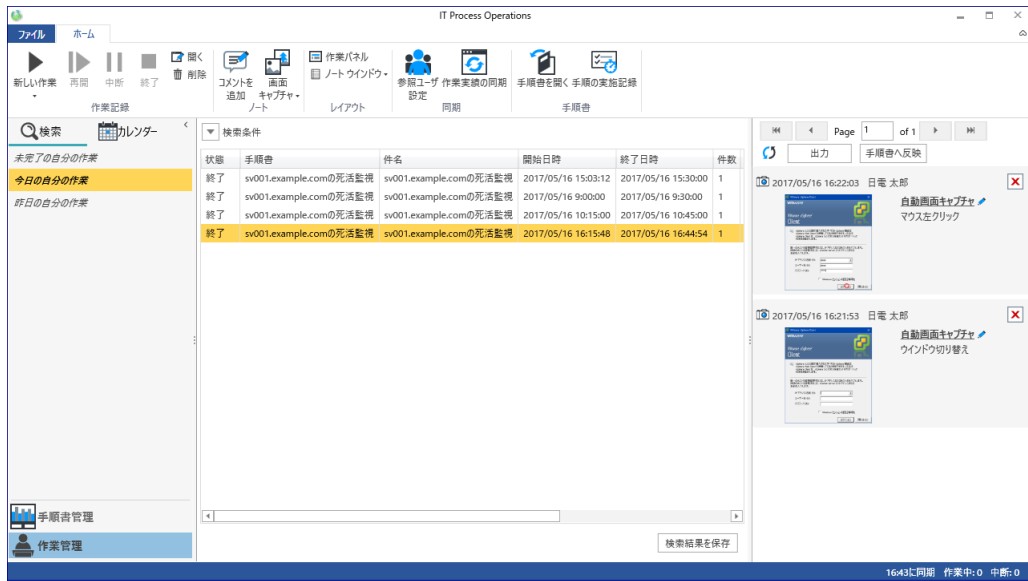 IT Process Operations
ファイル
ホーム
新しい作業
再開
中断
終了
開く
削除
作業記録
コメントを
追加
画面
キャプチャ
ノート
作業パネル
ノートウインドウ
レイアウト
参照ユーザ
設定
作業実績の同期
同期
手順書を開く
手順の実施記録
手順書
検索
カレンダー
未完了の自分の作業
今日の自分の作業
昨日の自分の作業
検索条件
状態 手順書 件名 開始日時 終了日時 件数
終了 sv001.example.comの死活監視 sv001.example.comの死活監視 2017/05/16 15:03:12 2017/05/16 15:30:00 1
終了 sv001.example.comの死活監視 sv001.example.comの死活監視 2017/05/16 9:00:00 2017/05/16 9:30:00 1
終了 sv001.example.comの死活監視 sv001.example.comの死活監視 2017/05/16 10:15:00 2017/05/16 10:45:00 1
終了 sv001.example.comの死活監視 sv001.example.comの死活監視 2017/05/16 16:15:48 2017/05/16 16:44:54 1
検索結果を保存
Page 1 of 1
出力
手順書へ反映
2017/05/16 16:22:03 日電 太郎
自動画面キャプチャ
マウス左クリック
Client
2017/05/16 16:21:53 日電 太郎
自動画面キャプチャ
ウインドウ切り替え
Client
手順書管理
作業管理
16:43に同期 作業中: 0 中断: 0